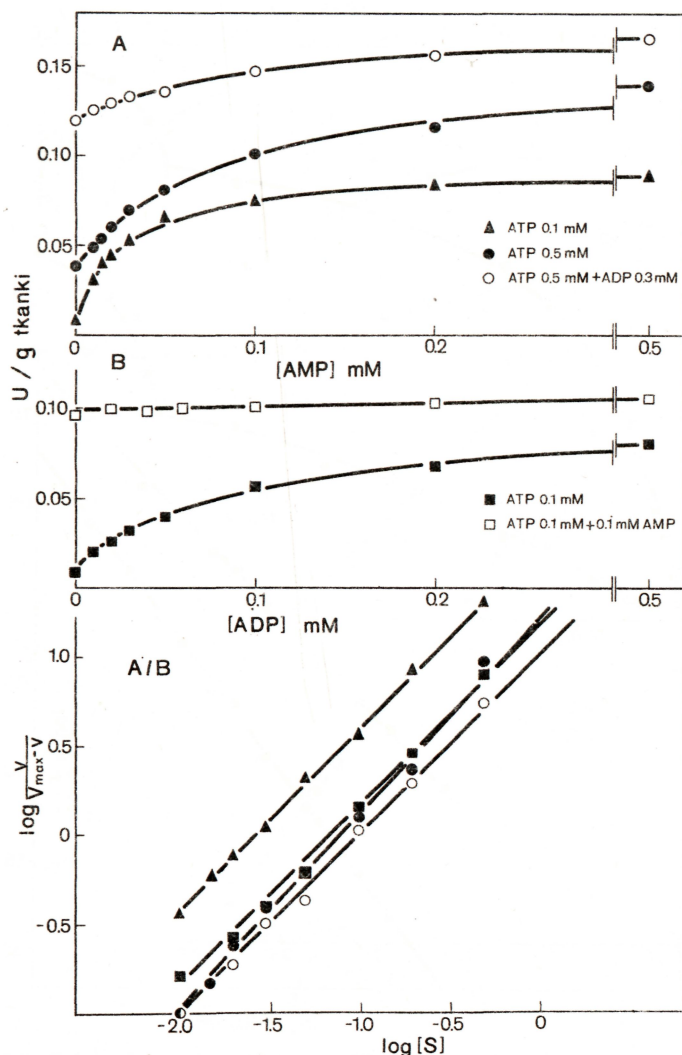 A
0.15
0.10
0.05
▲ ATP 0.1 mM
● ATP 0.5 mM
○ ATP 0.5 mM + ADP 0.3 mM
0 0.1 0.2 0.5
[AMP] mM
U / g tkanki
B
0.10
0.05
■ ATP 0.1 mM
□ ATP 0.1 mM + 0.1 mM AMP
0 0.1 0.2 0.5
[ADP] mM
A/B
1.0
0.5
0
-0.5
log V / Vmax - V
-2.0 -1.5 -1.0 -0.5 0
log [S]